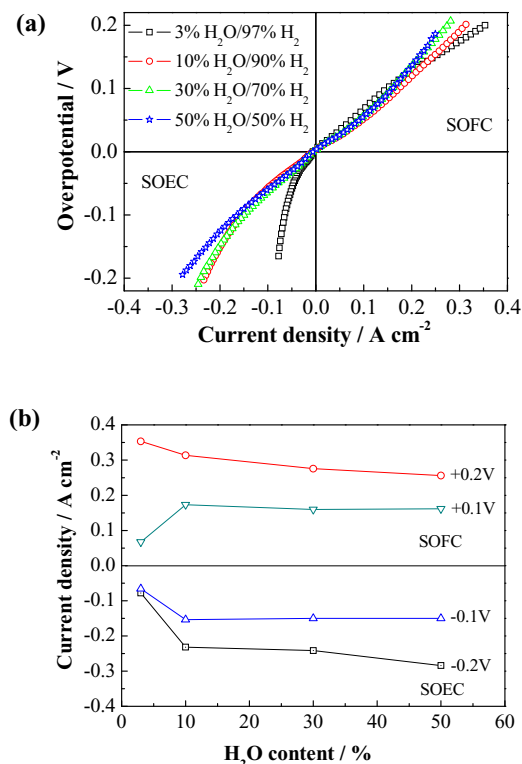 (a)
3% H2O/97% H2
10% H2O/90% H2
30% H2O/70% H2
50% H2O/50% H2
SOFC
SOEC
0.2
0.1
0.0
-0.1
-0.2
Overpotential / V
-0.4 -0.3 -0.2 -0.1 0.0 0.1 0.2 0.3 0.4
Current density / A cm-2
(b)
0.4
0.3
0.2
0.1
0.0
-0.1
-0.2
-0.3
-0.4
Current density / A cm-2
+0.2V
+0.1V
SOFC
-0.1V
-0.2V
SOEC
0 10 20 30 40 50 60
H2O content / %